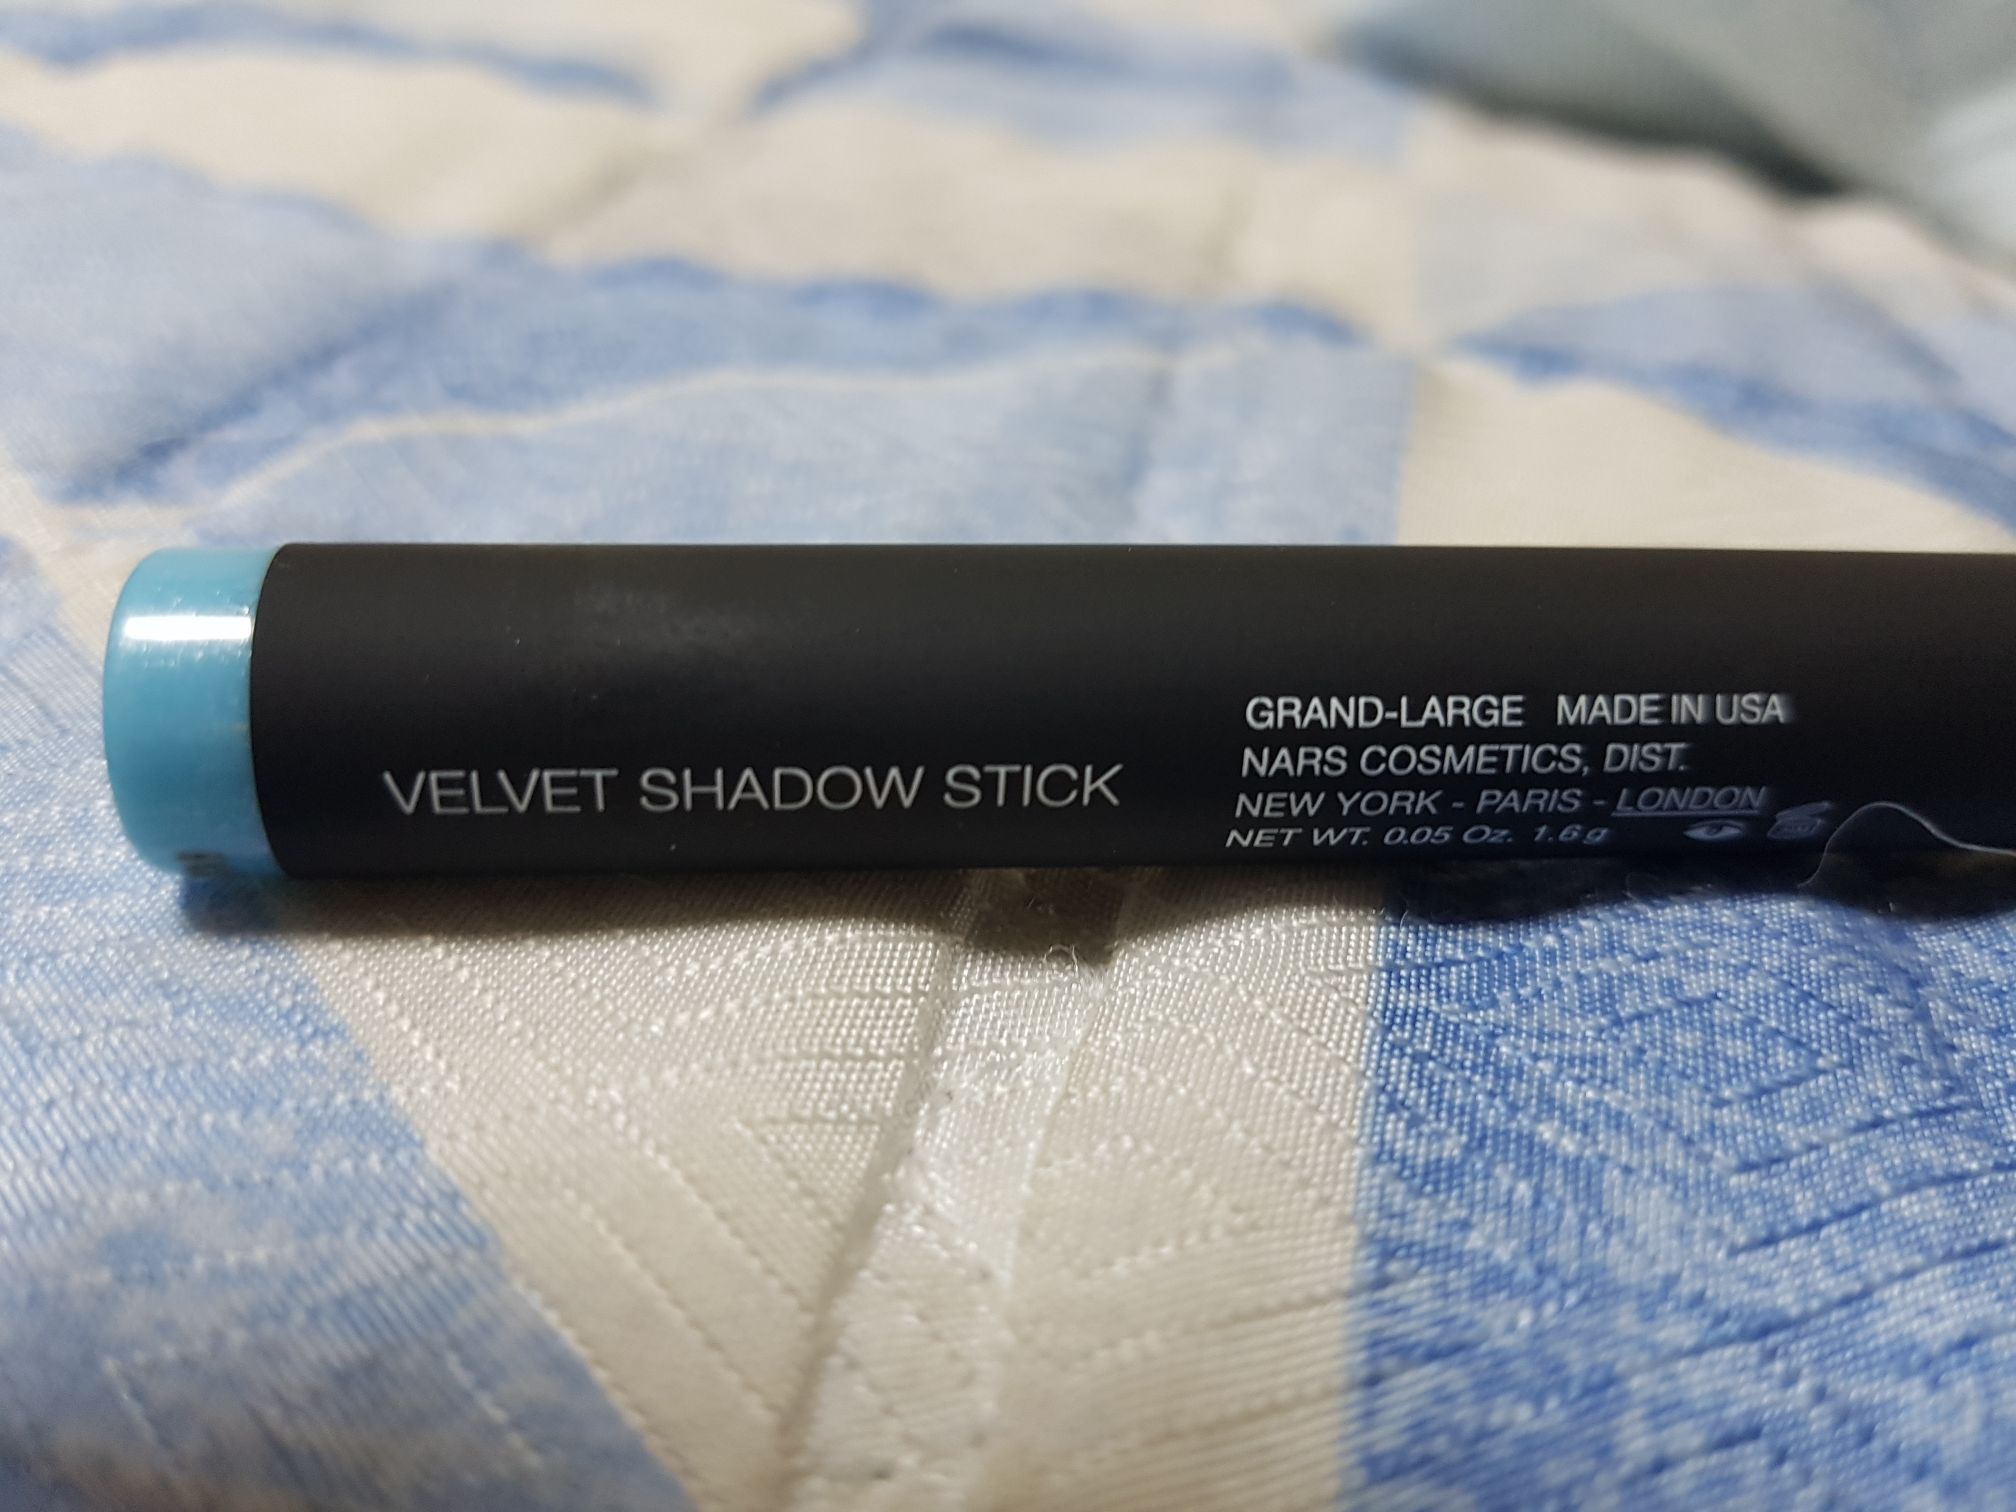 VELVET SHADOW STICK
GRAND-LARGE MADE IN USA
NARS COSMETICS, DIST.
NEW YORK - PARIS - LONDON
NET WT. 0.05 Oz. 1.6 g